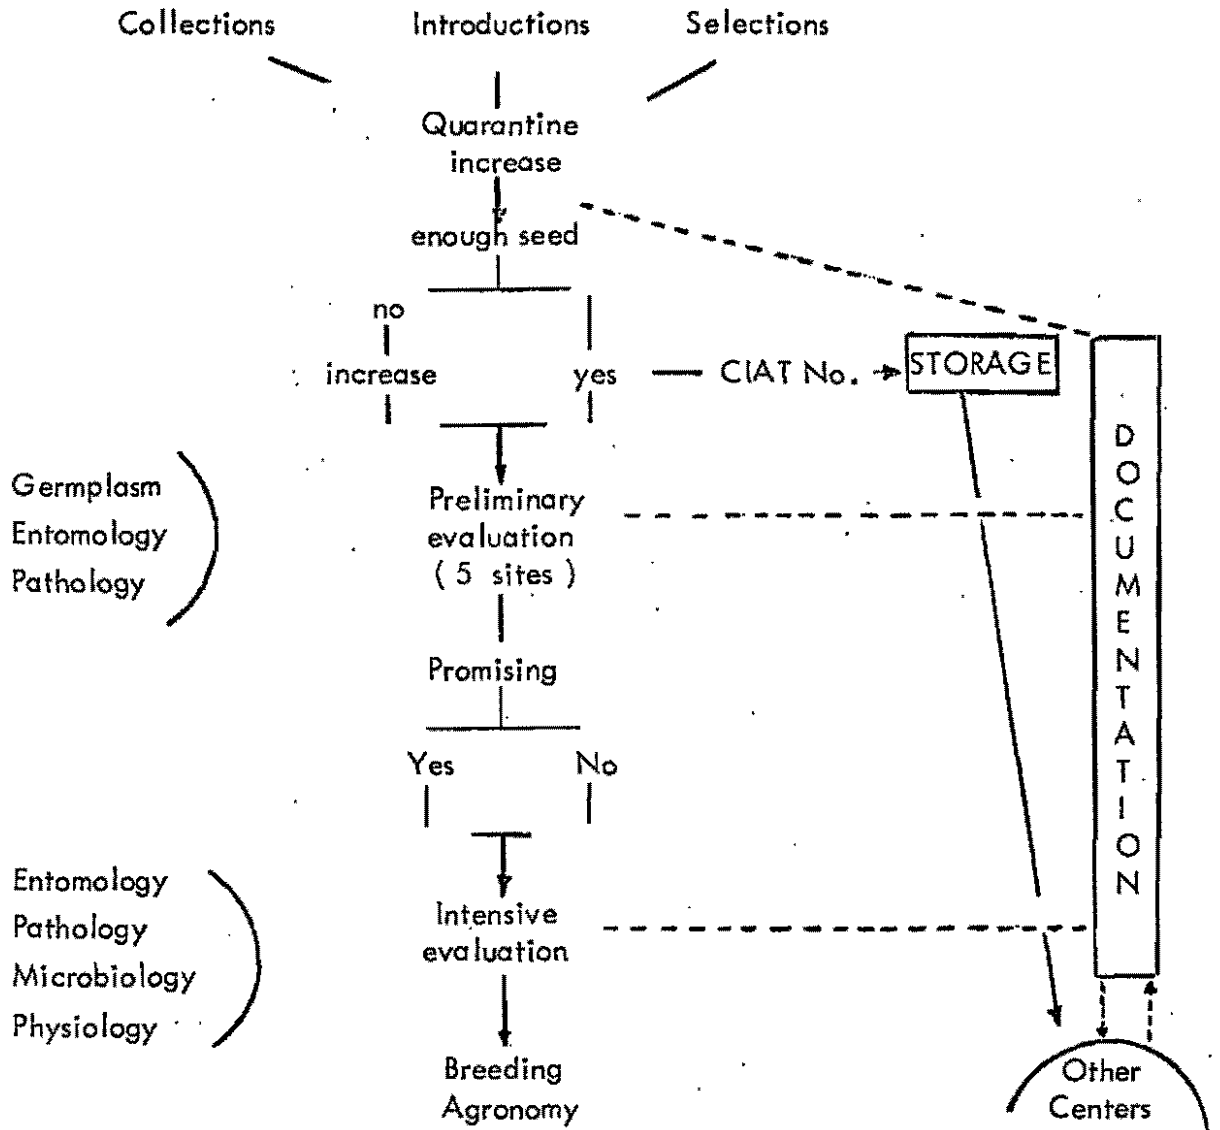 Collections Introductions Selections
Quarantine
increase
enough seed
no
increase yes CIAT No. STORAGE
Germplasm
Entomology
Pathology
Preliminary
evaluation
( 5 sites )
Promising
Yes No
Entomology
Pathology
Microbiology
Physiology
Intensive
evaluation
Breeding
Agronomy
DOCUMENTATION
Other
Centers